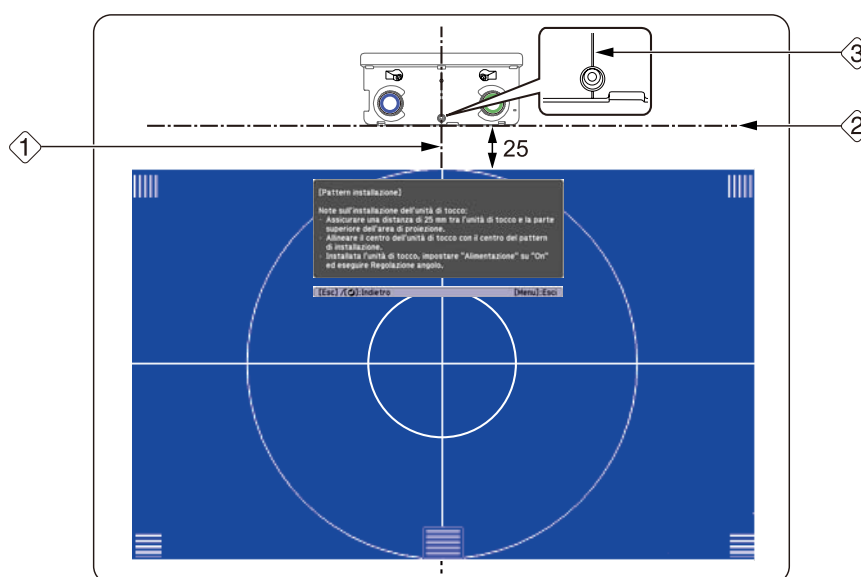 3
2
1
25
[Pattern installazione]
Note sull'installazione dell'unità di tocco:
· Assicurare una distanza di 25 mm tra l'unità di tocco e la parte
superiore dell'area di proiezione.
· Allineare il centro dell'unità di tocco con il centro del pattern
di installazione.
· Installata l'unità di tocco, impostare "Alimentazione" su "On"
ed eseguire Regolazione angolo.
[Esc] /[⟲]:Indietro [Menu]:Esci